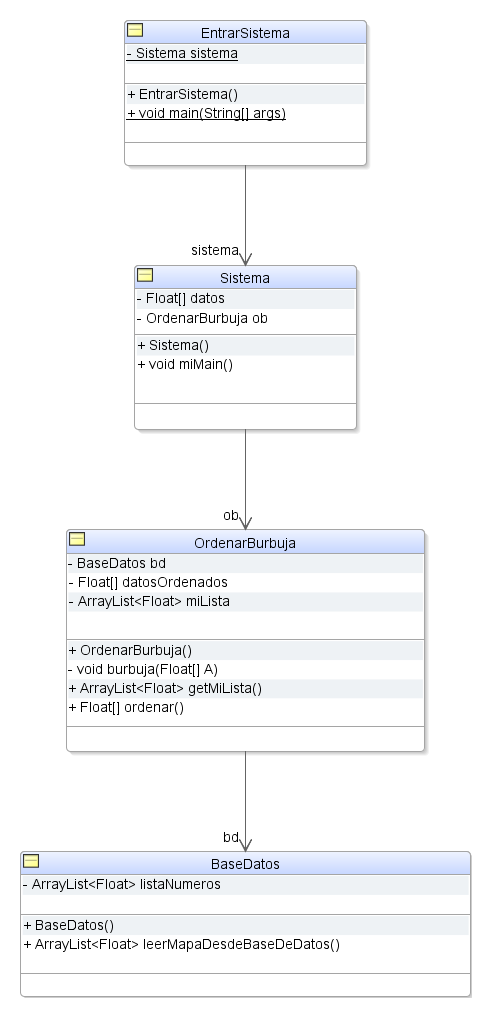 EntrarSistema
- Sistema sistema
+ EntrarSistema()
+ void main(String[] args)
sistema
Sistema
- Float[] datos
- OrdenarBurbuja ob
+ Sistema()
+ void miMain()
ob
OrdenarBurbuja
- BaseDatos bd
- Float[] datosOrdenados
- ArrayList<Float> miLista
+ OrdenarBurbuja()
- void burbuja(Float[] A)
+ ArrayList<Float> getMiLista()
+ Float[] ordenar()
bd
BaseDatos
- ArrayList<Float> listaNumeros
+ BaseDatos()
+ ArrayList<Float> leerMapaDesdeBaseDeDatos()